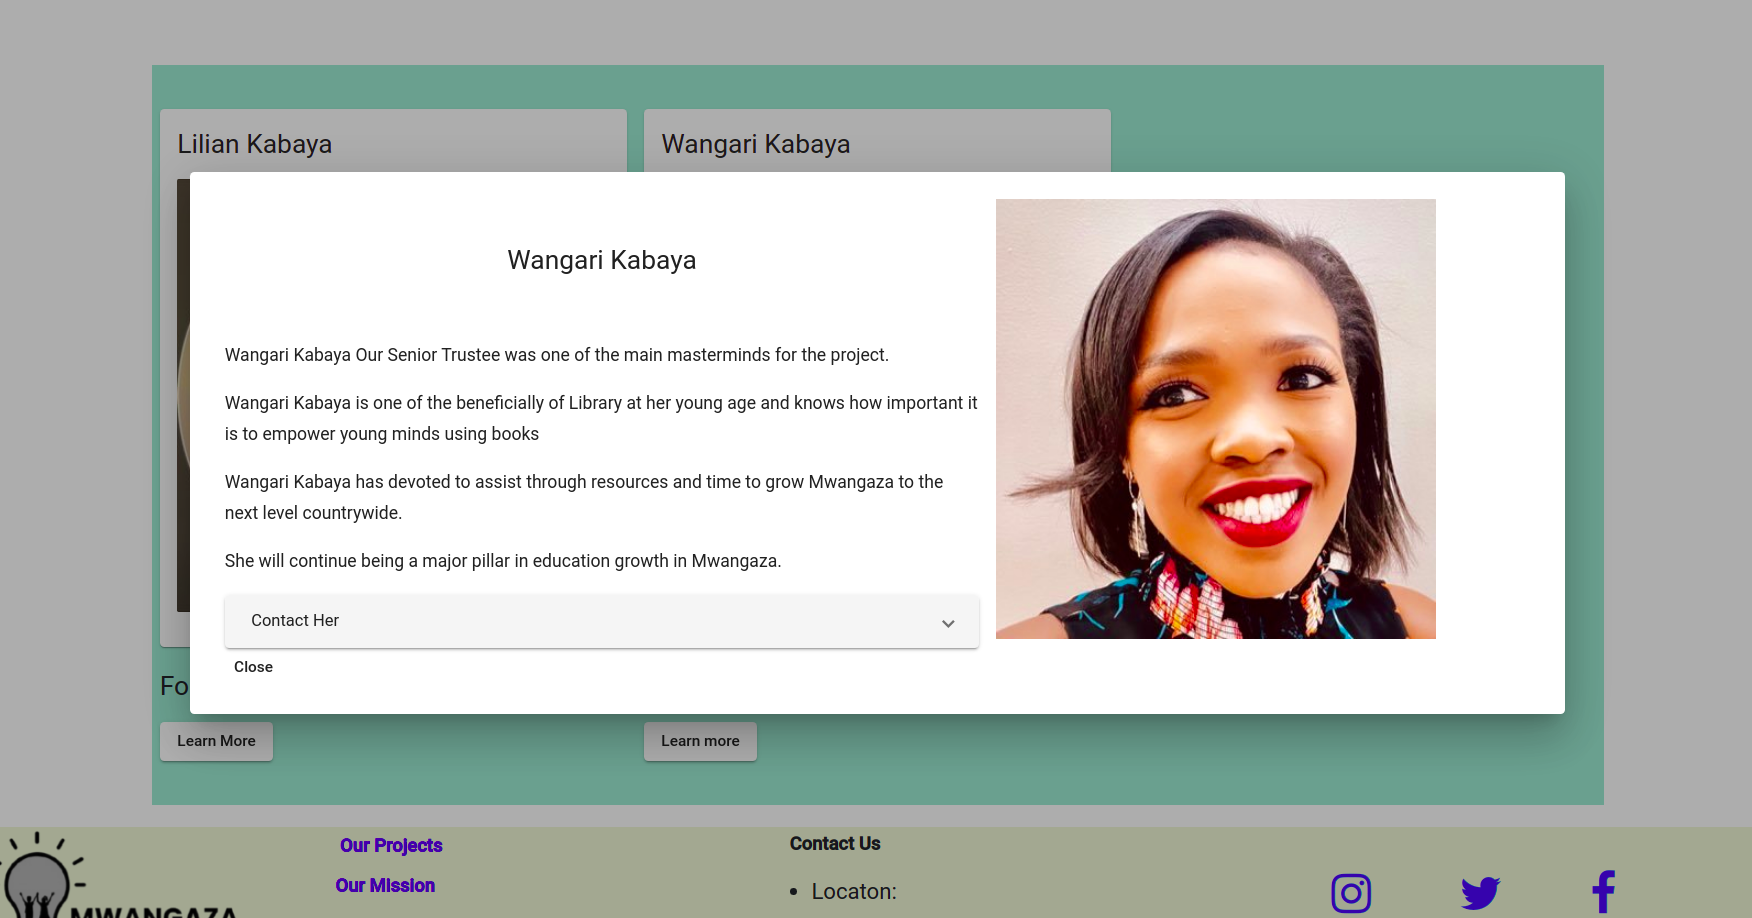 Lilian Kabaya
Wangari Kabaya
Wangari Kabaya
Wangari Kabaya Our Senior Trustee was one of the main masterminds for the project.
Wangari Kabaya is one of the beneficially of Library at her young age and knows how important it
is to empower young minds using books
Wangari Kabaya has devoted to assist through resources and time to grow Mwangaza to the
next level countrywide.
She will continue being a major pillar in education growth in Mwangaza.
Contact Her
Close
Fo
Learn More
Learn more
Our Projects
Our Mission
Contact Us
Locaton:
MWANGAZA